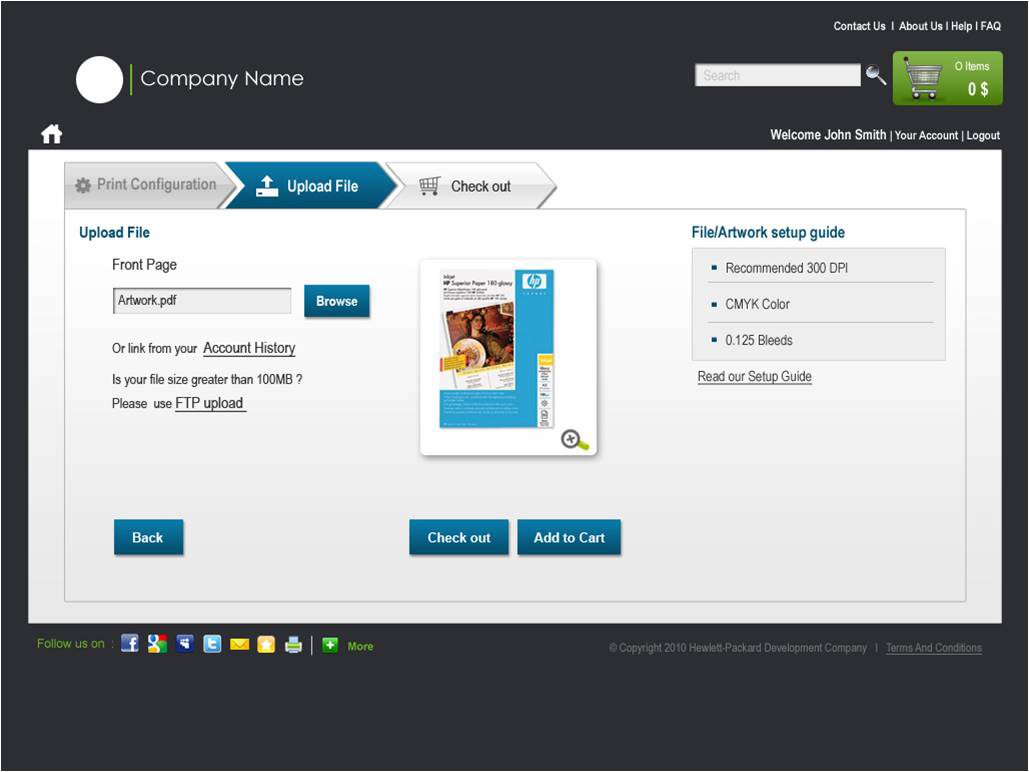 Contact Us | About Us | Help | FAQ
Company Name
Search
0 Items
0 $
Welcome John Smith | Your Account | Logout
Print Configuration
Upload File
Check out
Upload File
Front Page
Artwork.pdf
Browse
Or link from your Account History
Is your file size greater than 100MB ?
Please use FTP upload
Inkjet
HP Superior Paper 180 glossy
hp
File/Artwork setup guide
Recommended 300 DPI
CMYK Color
0.125 Bleeds
Read our Setup Guide
Back
Check out
Add to Cart
Follow us on :
More
© Copyright 2010 Hewlett-Packard Development Company | Terms And Conditions